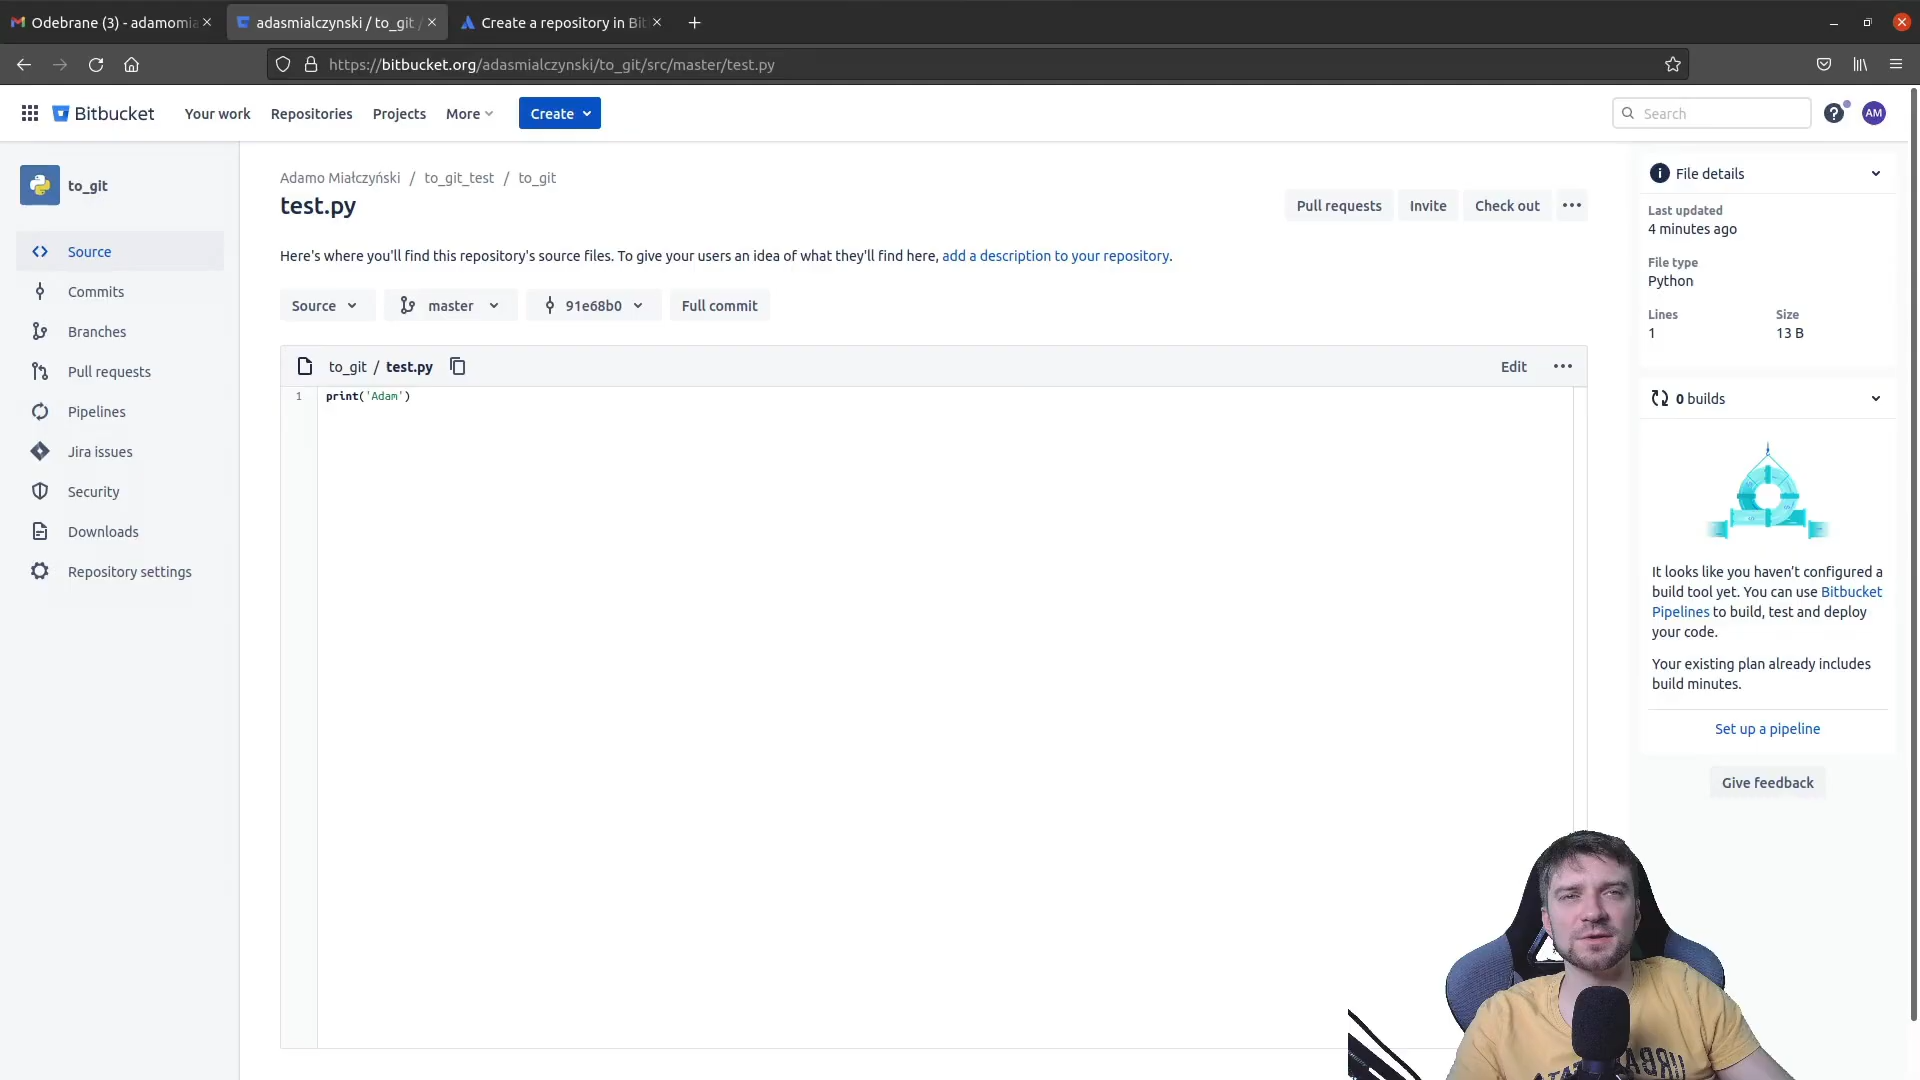 Odebrane (3) - adamomia
adasmialczynski / to_git /
Create a repository in Bit
https://bitbucket.org/adasmialczynski/to_git/src/master/test.py
Bitbucket
Your work
Repositories
Projects
More
Create
Search
AM
to_git
Source
Commits
Branches
Pull requests
Pipelines
Jira issues
Security
Downloads
Repository settings
Adamo Miałczyński / to_git_test / to_git
test.py
Pull requests
Invite
Check out
Here's where you'll find this repository's source files. To give your users an idea of what they'll find here, add a description to your repository.
Source
master
91e68b0
Full commit
to_git / test.py
Edit
1 print('Adam')
File details
Last updated
4 minutes ago
File type
Python
Lines Size
1 13 B
0 builds
It looks like you haven't configured a
build tool yet. You can use Bitbucket
Pipelines to build, test and deploy
your code.
Your existing plan already includes
build minutes.
Set up a pipeline
Give feedback